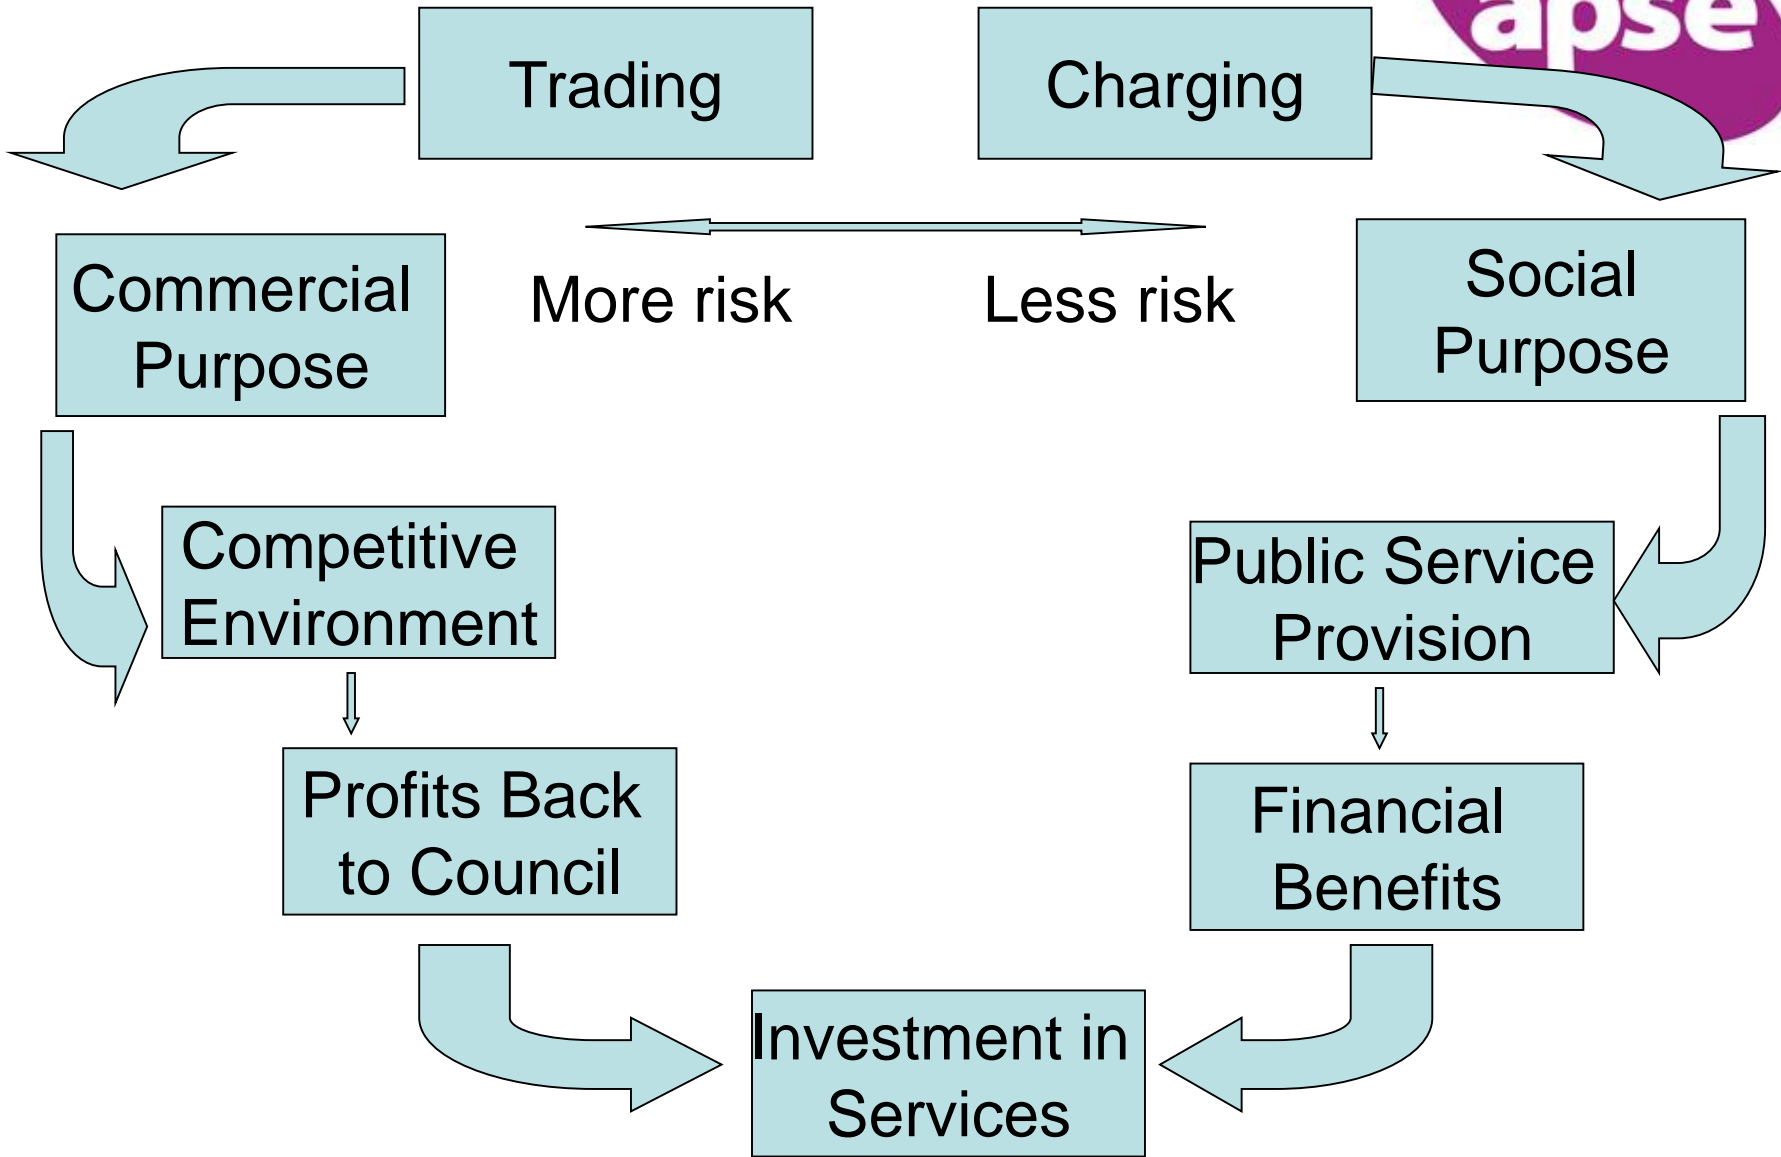 apse
Trading
Charging
Commercial
Purpose
More risk
Less risk
Social
Purpose
Competitive
Environment
Public Service
Provision
Profits Back
to Council
Financial
Benefits
Investment in
Services